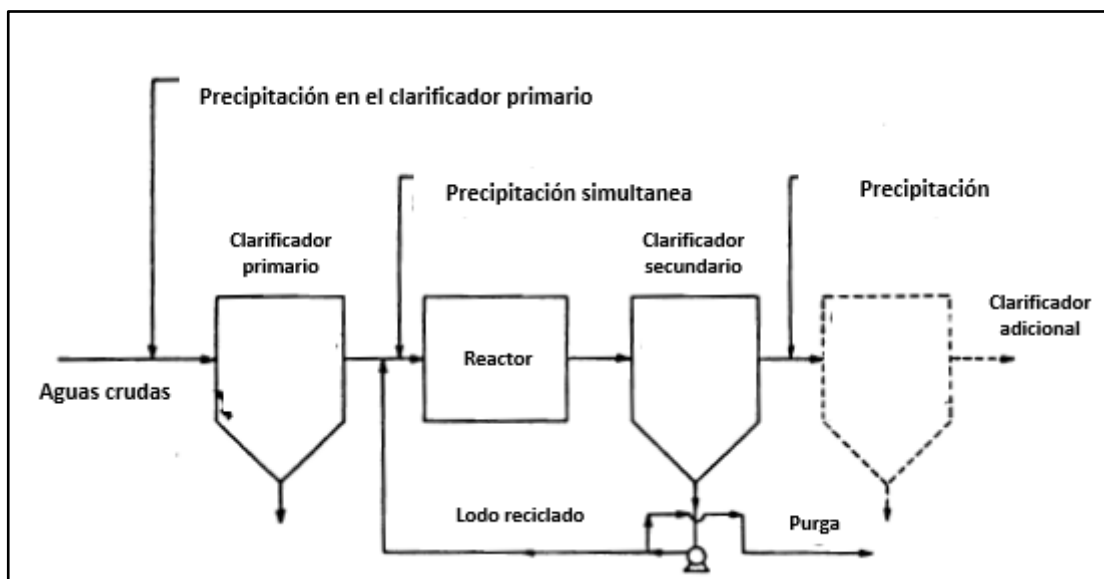 Precipitación en el clarificador primario
Precipitación simultanea
Precipitación
Clarificador
primario
Clarificador
secundario
Clarificador
adicional
Reactor
Aguas crudas
Lodo reciclado
Purga